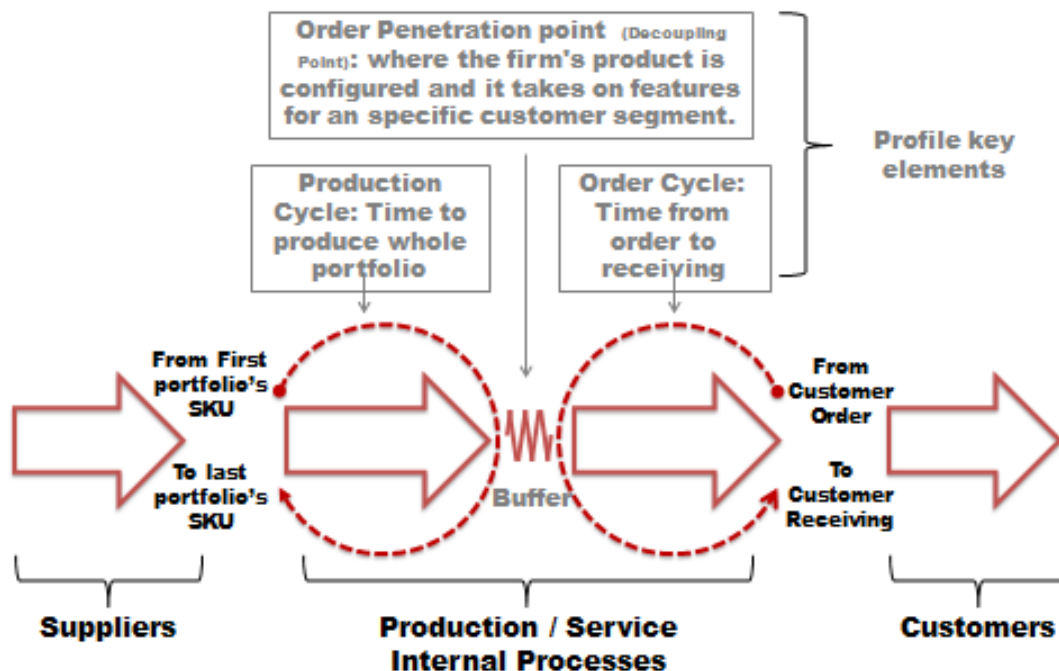 Order Penetration point (Decoupling
Point): where the firm's product is
configured and it takes on features
for an specific customer segment.
Profile key
elements
Production
Cycle: Time to
produce whole
portfolio
Order Cycle:
Time from
order to
receiving
From First
portfolio's
SKU
To last
portfolio's
SKU
Buffer
From
Customer
Order
To
Customer
Receiving
Suppliers
Production / Service
Internal Processes
Customers